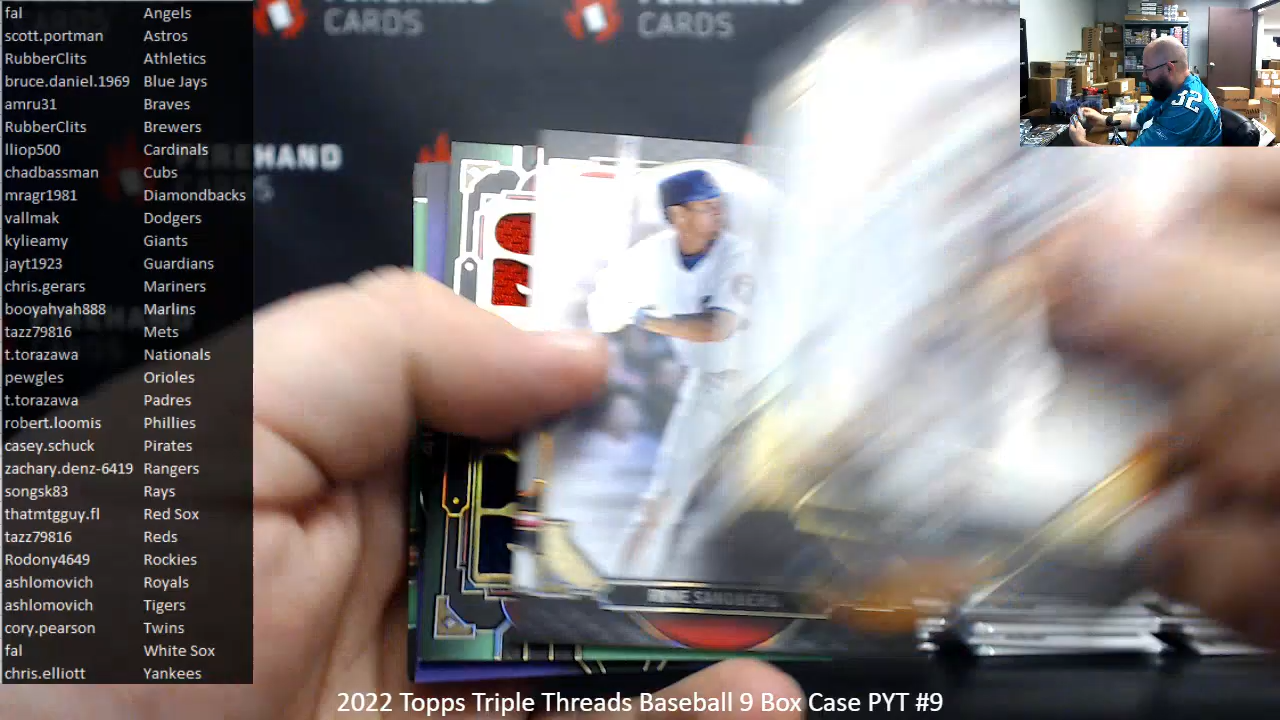 fal Angels
scott.portman Astros
RubberClits Athletics
bruce.daniel.1969 Blue Jays
amru31 Braves
RubberClits Brewers
lliop500 Cardinals
chadbassman Cubs
mragr1981 Diamondbacks
vallmak Dodgers
kylieamy Giants
jayt1923 Guardians
chris.gerars Mariners
booyahyah888 Marlins
tazz79816 Mets
t.torazawa Nationals
pewgles Orioles
t.torazawa Padres
robert.loomis Phillies
casey.schuck Pirates
zachary.denz-6419 Rangers
songsk83 Rays
thatmtgguy.fl Red Sox
tazz79816 Reds
Rodony4649 Rockies
ashlomovich Royals
ashlomovich Tigers
cory.pearson Twins
fal White Sox
chris.elliott Yankees
CARDS
CARDS
FIREHAND
CARDS
32
RYNE SANDBERG
2022 Topps Triple Threads Baseball 9 Box Case PYT #9